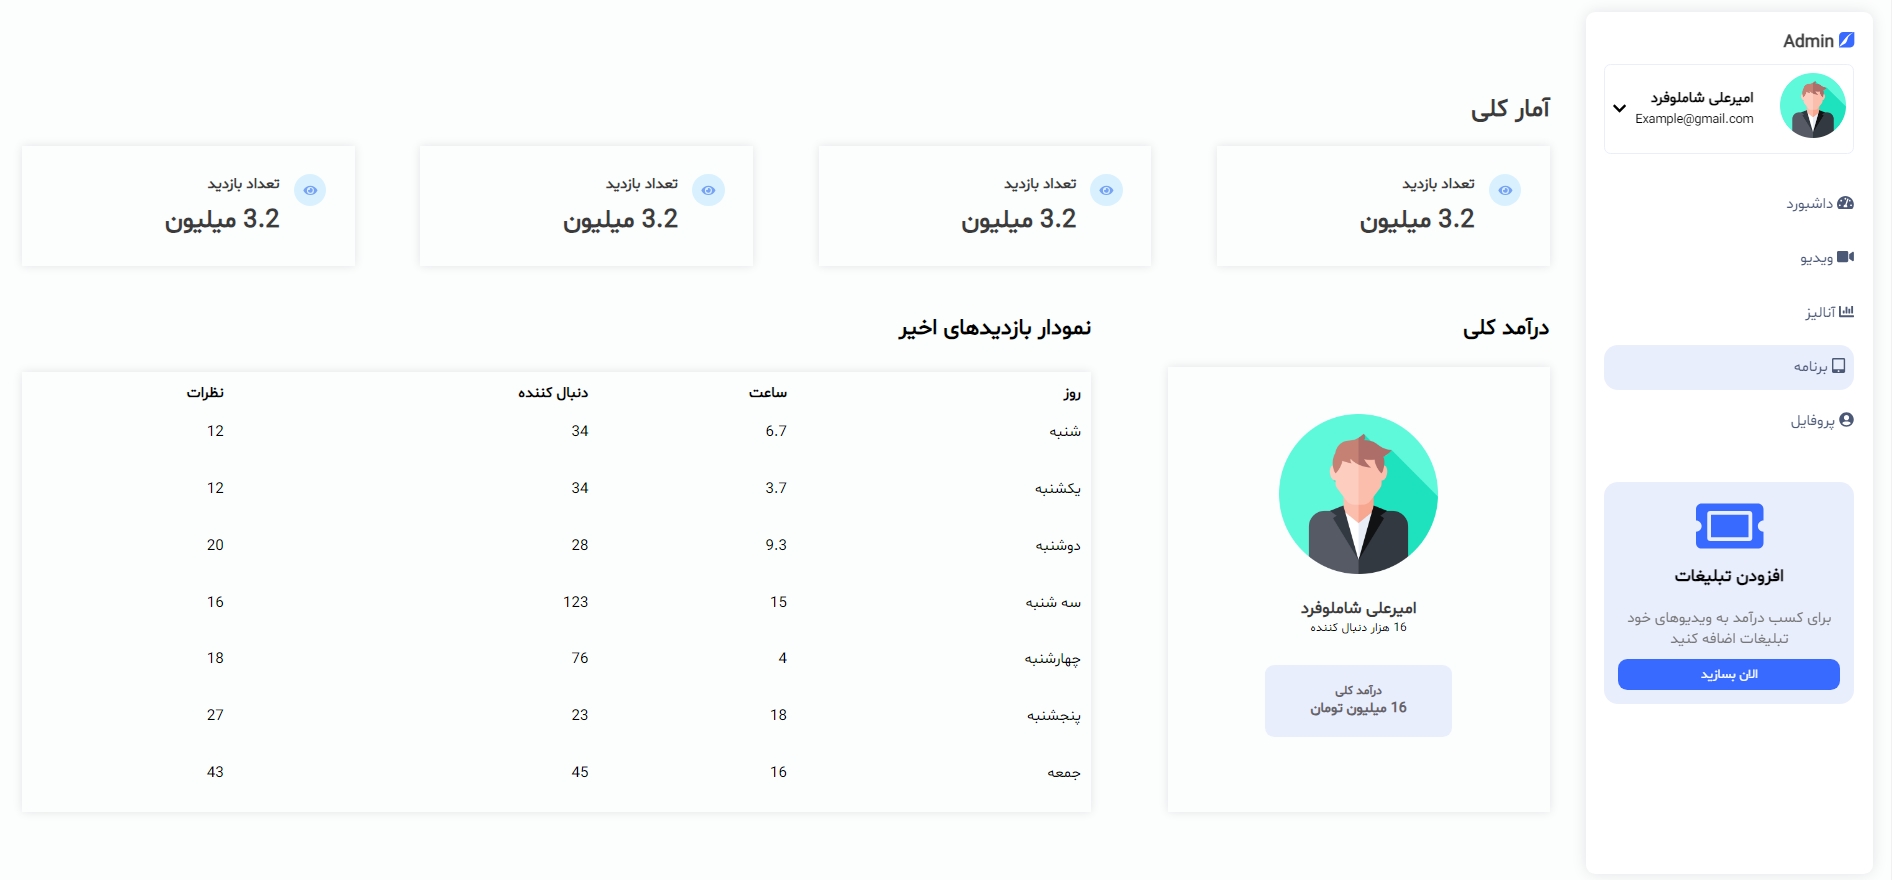 Admin
امیرعلی شاملوفرد
Example@gmail.com
داشبورد
ویدیو
آنالیز
برنامه
پروفایل
افزودن تبلیغات
برای کسب درآمد به ویدیوهای خود
تبلیغات اضافه کنید
الان بسازید
آمار کلی
تعداد بازدید
3.2 میلیون
تعداد بازدید
3.2 میلیون
تعداد بازدید
3.2 میلیون
تعداد بازدید
3.2 میلیون
درآمد کلی
امیرعلی شاملوفرد
16 هزار دنبال کننده
درآمد کلی
16 میلیون تومان
نمودار بازدیدهای اخیر
روز ساعت دنبال کننده نظرات
شنبه 6.7 34 12
یکشنبه 3.7 34 12
دوشنبه 9.3 28 20
سه شنبه 15 123 16
چهارشنبه 4 76 18
پنجشنبه 18 23 27
جمعه 16 45 43